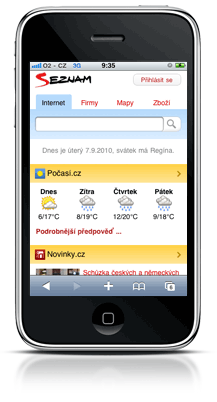 O2 - CZ 3G 9:35
SEZNAM Přihlásit se
Internet Firmy Mapy Zboží
Dnes je úterý 7.9.2010, svátek má Regina.
Počasí.cz
Dnes Zítra Čtvrtek Pátek
6/17°C 8/19°C 12/20°C 9/18°C
Podrobnější předpověď ...
Novinky.cz
Schůzka českých a německých